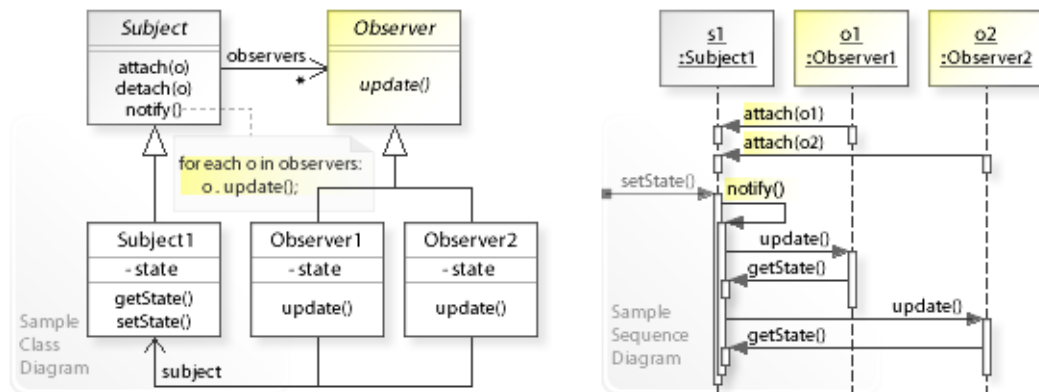 Subject
attach(o)
detach(o)
notify()
observers
*
Observer
update()
for each o in observers:
o . update();
Subject1
- state
getState()
setState()
Observer1
- state
update()
Observer2
- state
update()
subject
Sample
Class
Diagram
s1
:Subject1
o1
:Observer1
o2
:Observer2
attach(o1)
attach(o2)
setState()
notify()
update()
getState()
update()
getState()
Sample
Sequence
Diagram